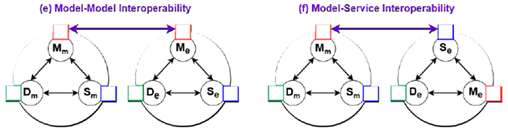 (e) Model-Model Interoperability
(f) Model-Service Interoperability
Mm
Me
Mm
Se
Dm
Sm
De
Se
Dm
Sm
De
Me